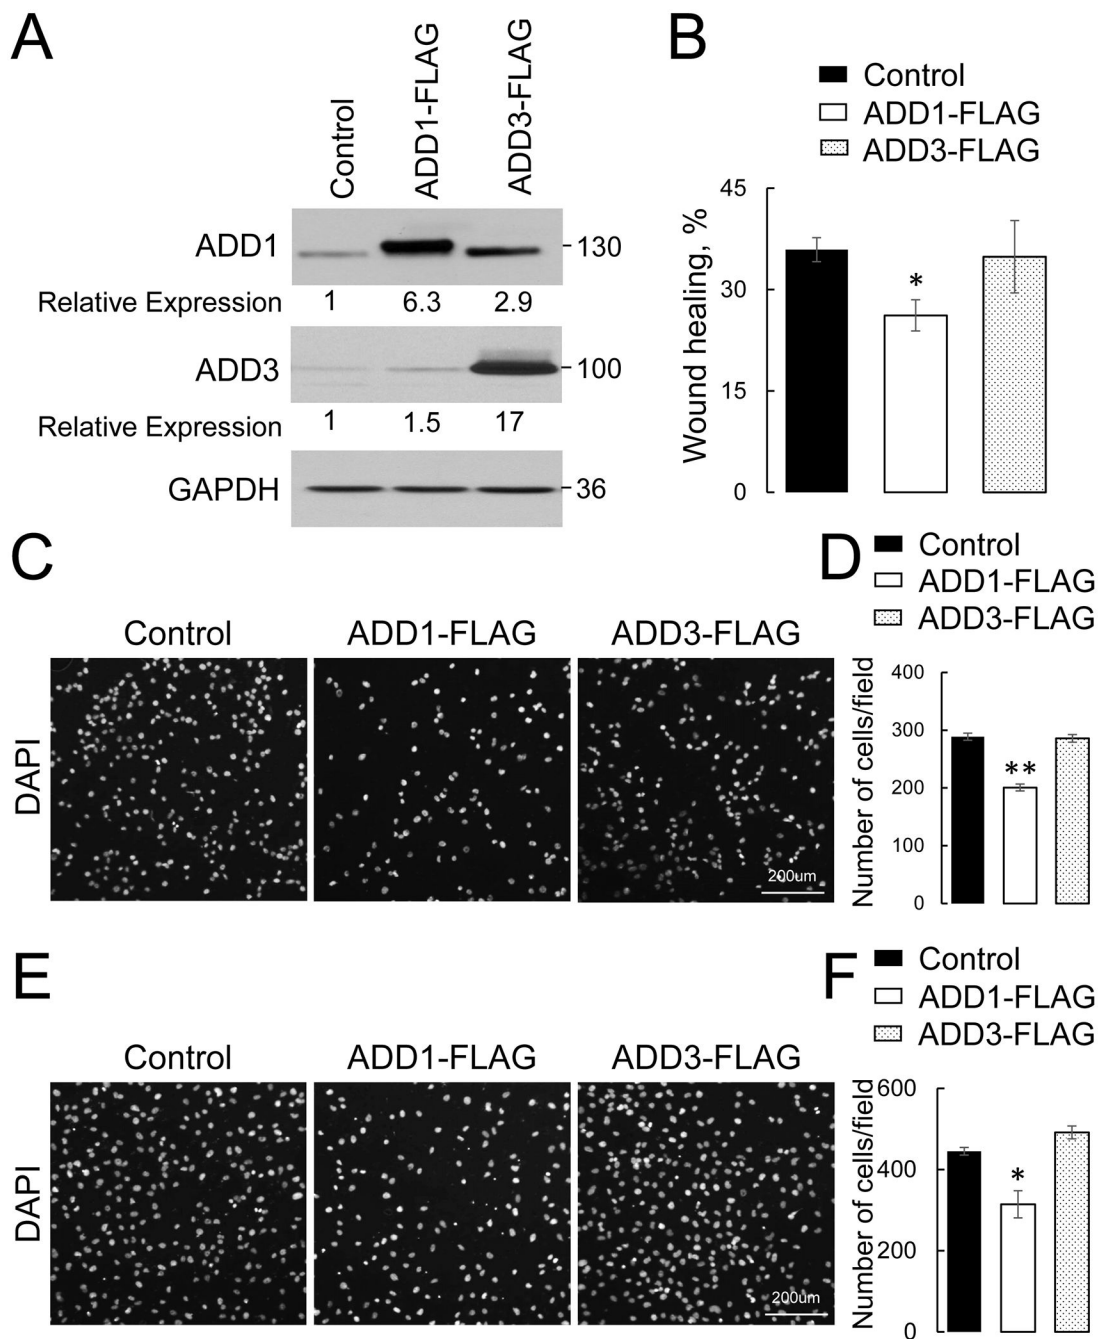 A
Control
ADD1-FLAG
ADD3-FLAG
ADD1
130
Relative Expression 1 6.3 2.9
ADD3
100
Relative Expression 1 1.5 17
GAPDH
36
B
Control
ADD1-FLAG
ADD3-FLAG
Wound healing, %
45
30
15
0
*
C
Control ADD1-FLAG ADD3-FLAG
DAPI
200um
D
Control
ADD1-FLAG
ADD3-FLAG
Number of cells/field
400
300
200
100
0
**
E
Control ADD1-FLAG ADD3-FLAG
DAPI
200um
F
Control
ADD1-FLAG
ADD3-FLAG
Number of cells/field
600
400
200
0
*